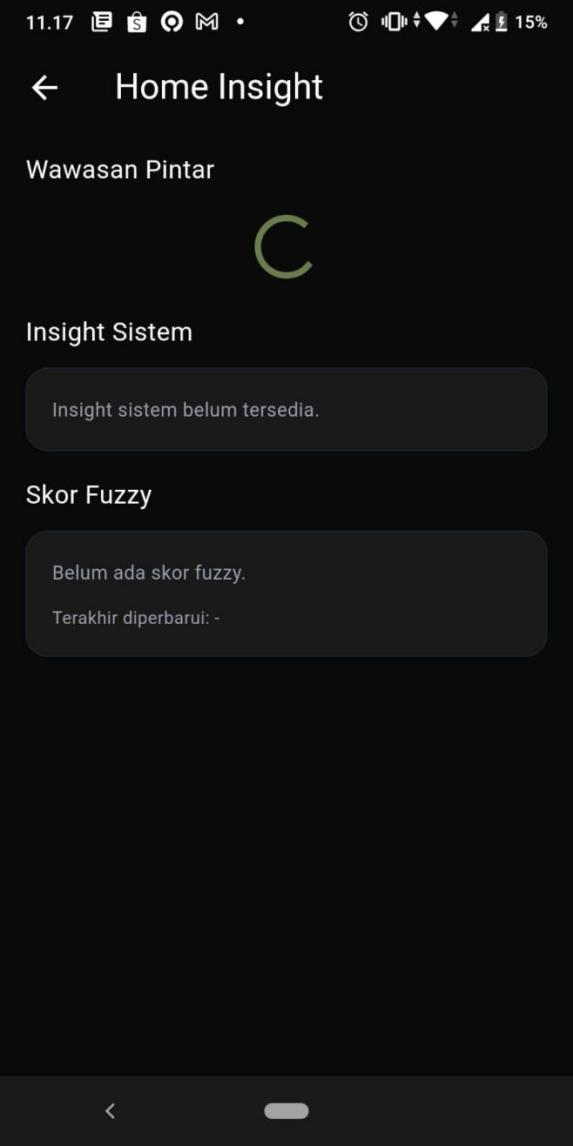 11.17
15%
Home Insight
Wawasan Pintar
Insight Sistem
Insight sistem belum tersedia.
Skor Fuzzy
Belum ada skor fuzzy.
Terakhir diperbarui: -